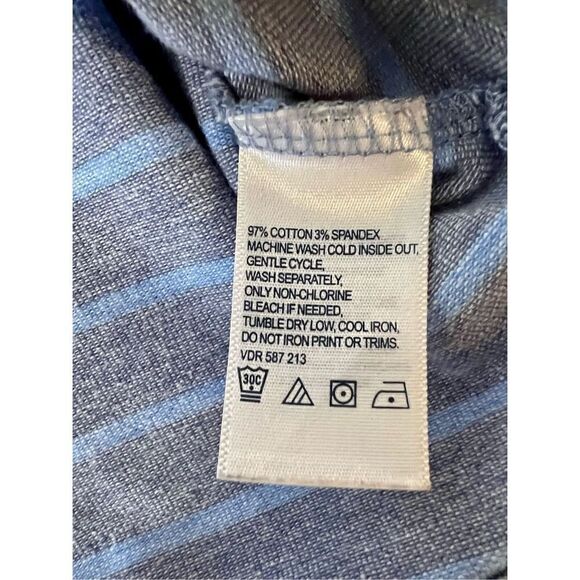 97% COTTON 3% SPANDEX
MACHINE WASH COLD INSIDE OUT,
GENTLE CYCLE,
WASH SEPARATELY,
ONLY NON-CHLORINE
BLEACH IF NEEDED,
TUMBLE DRY LOW, COOL IRON,
DO NOT IRON PRINT OR TRIMS.
VDR 587 213
30C